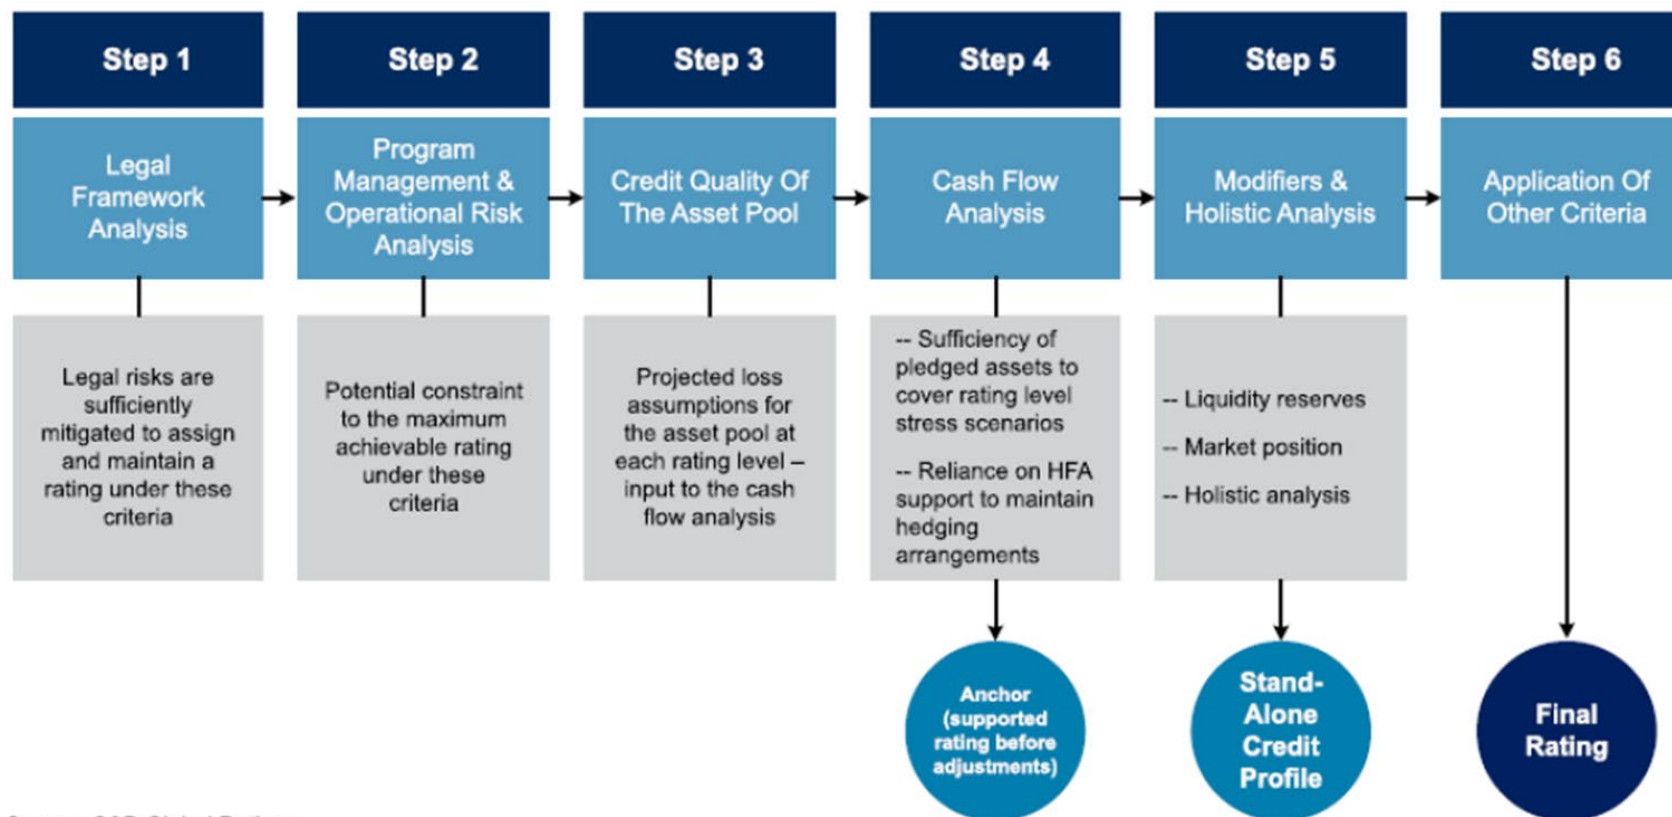 Step 1
Step 2
Step 3
Step 4
Step 5
Step 6
Legal
Framework
Analysis
Program
Management &
Operational Risk
Analysis
Credit Quality Of
The Asset Pool
Cash Flow
Analysis
Modifiers &
Holistic Analysis
Application Of
Other Criteria
Legal risks are
sufficiently
mitigated to assign
and maintain a
rating under these
criteria
Potential constraint
to the maximum
achievable rating
under these
criteria
Projected loss
assumptions for
the asset pool at
each rating level –
input to the cash
flow analysis
-- Sufficiency of
pledged assets to
cover rating level
stress scenarios
-- Reliance on HFA
support to maintain
hedging
arrangements
-- Liquidity reserves
-- Market position
-- Holistic analysis
Anchor
(supported
rating before
adjustments)
Stand-
Alone
Credit
Profile
Final
Rating